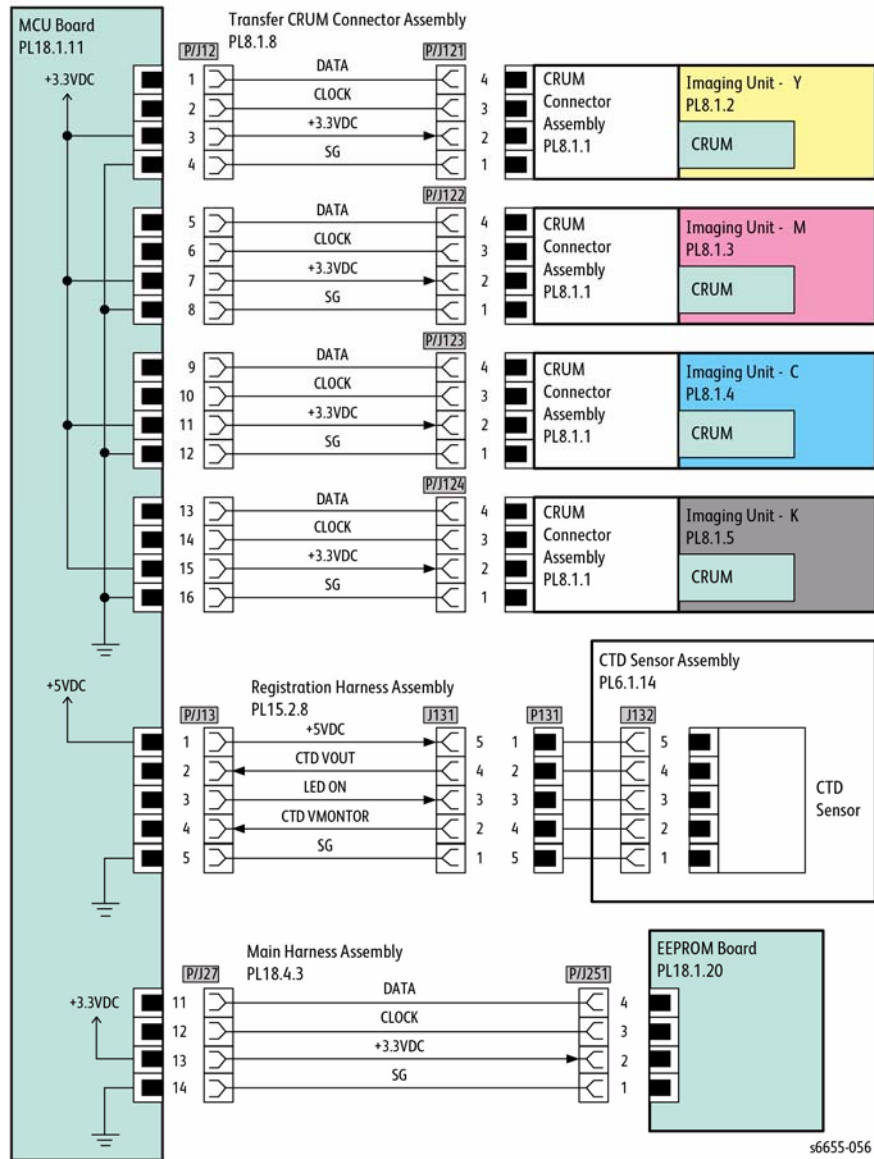 MCU Board
PL18.1.11
Transfer CRUM Connector Assembly
PL8.1.8
P/J12
P/J121
+3.3VDC
1 DATA 4
2 CLOCK 3
3 +3.3VDC 2
4 SG 1
CRUM
Connector
Assembly
PL8.1.1
Imaging Unit - Y
PL8.1.2
CRUM
P/J122
5 DATA 4
6 CLOCK 3
7 +3.3VDC 2
8 SG 1
CRUM
Connector
Assembly
PL8.1.1
Imaging Unit - M
PL8.1.3
CRUM
P/J123
9 DATA 4
10 CLOCK 3
11 +3.3VDC 2
12 SG 1
CRUM
Connector
Assembly
PL8.1.1
Imaging Unit - C
PL8.1.4
CRUM
P/J124
13 DATA 4
14 CLOCK 3
15 +3.3VDC 2
16 SG 1
CRUM
Connector
Assembly
PL8.1.1
Imaging Unit - K
PL8.1.5
CRUM
+5VDC
Registration Harness Assembly
PL15.2.8
CTD Sensor Assembly
PL6.1.14
P/J13
J131
P131
J132
1 +5VDC 5 1 5
2 CTD VOUT 4 2 4
3 LED ON 3 3 3
4 CTD VMONTOR 2 4 2
5 SG 1 5 1
CTD
Sensor
Main Harness Assembly
PL18.4.3
EEPROM Board
PL18.1.20
P/J27
P/J251
+3.3VDC
11 DATA 4
12 CLOCK 3
13 +3.3VDC 2
14 SG 1
s6655-056